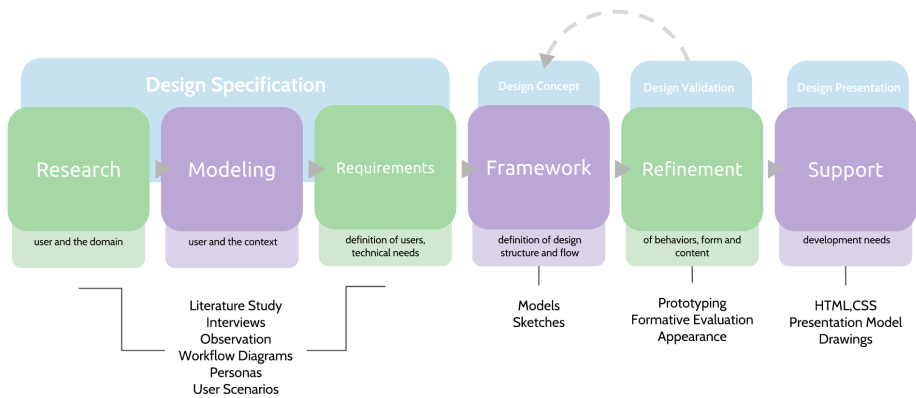 Design Specification
Design Concept
Design Validation
Design Presentation
Research
Modeling
Requirements
Framework
Refinement
Support
user and the domain
user and the context
definition of users,
technical needs
definition of design
structure and flow
of behaviors, form and
content
development needs
Literature Study
Interviews
Observation
Workflow Diagrams
Personas
User Scenarios
Models
Sketches
Prototyping
Formative Evaluation
Appearance
HTML,CSS
Presentation Model
Drawings